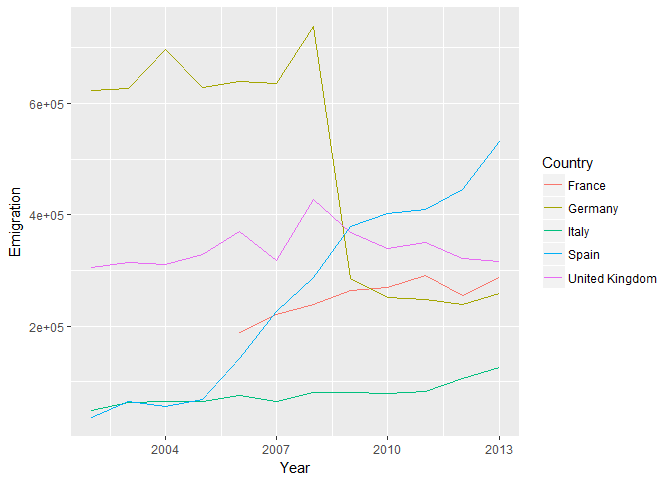 6e+05
4e+05
2e+05
Emigration
2004 2007 2010 2013
Year
Country
France
Germany
Italy
Spain
United Kingdom